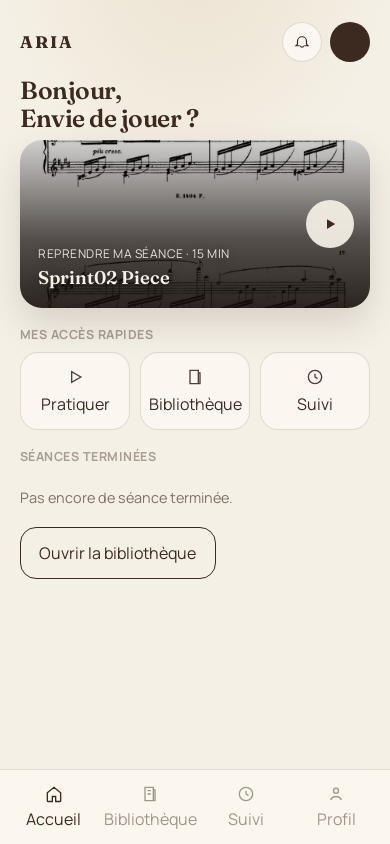 ARIA
Bonjour,
Envie de jouer ?
più cresc.
E. 1494 F.
REPRENDRE MA SÉANCE · 15 MIN
Sprint02 Piece
MES ACCÈS RAPIDES
Pratiquer
Bibliothèque
Suivi
SÉANCES TERMINÉES
Pas encore de séance terminée.
Ouvrir la bibliothèque
Accueil
Bibliothèque
Suivi
Profil